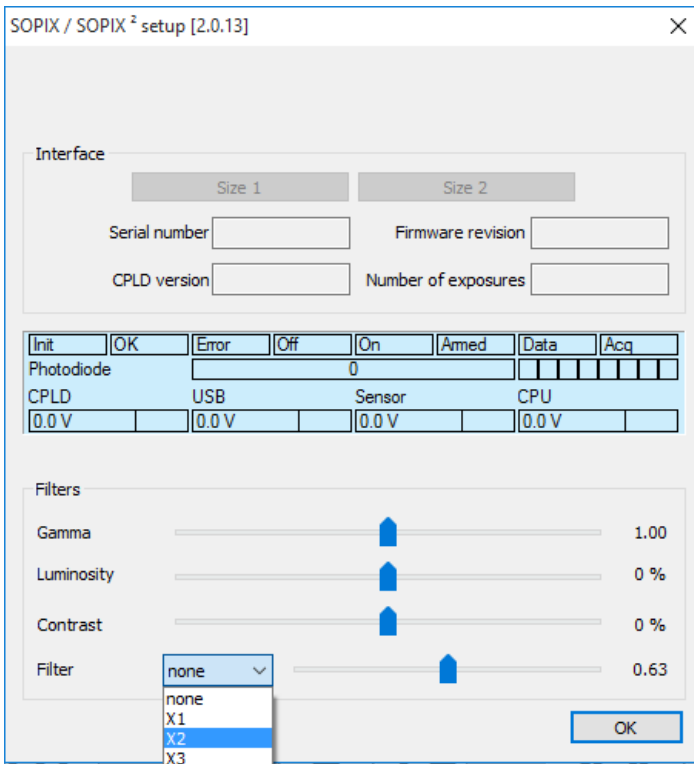 SOPIX / SOPIX ² setup [2.0.13]
Interface
Size 1 Size 2
Serial number Firmware revision
CPLD version Number of exposures
Init OK Error Off On Armed Data Acq
Photodiode 0
CPLD USB Sensor CPU
0.0 V 0.0 V 0.0 V 0.0 V
Filters
Gamma 1.00
Luminosity 0 %
Contrast 0 %
Filter none 0.63
none
X1
X2
X3
OK